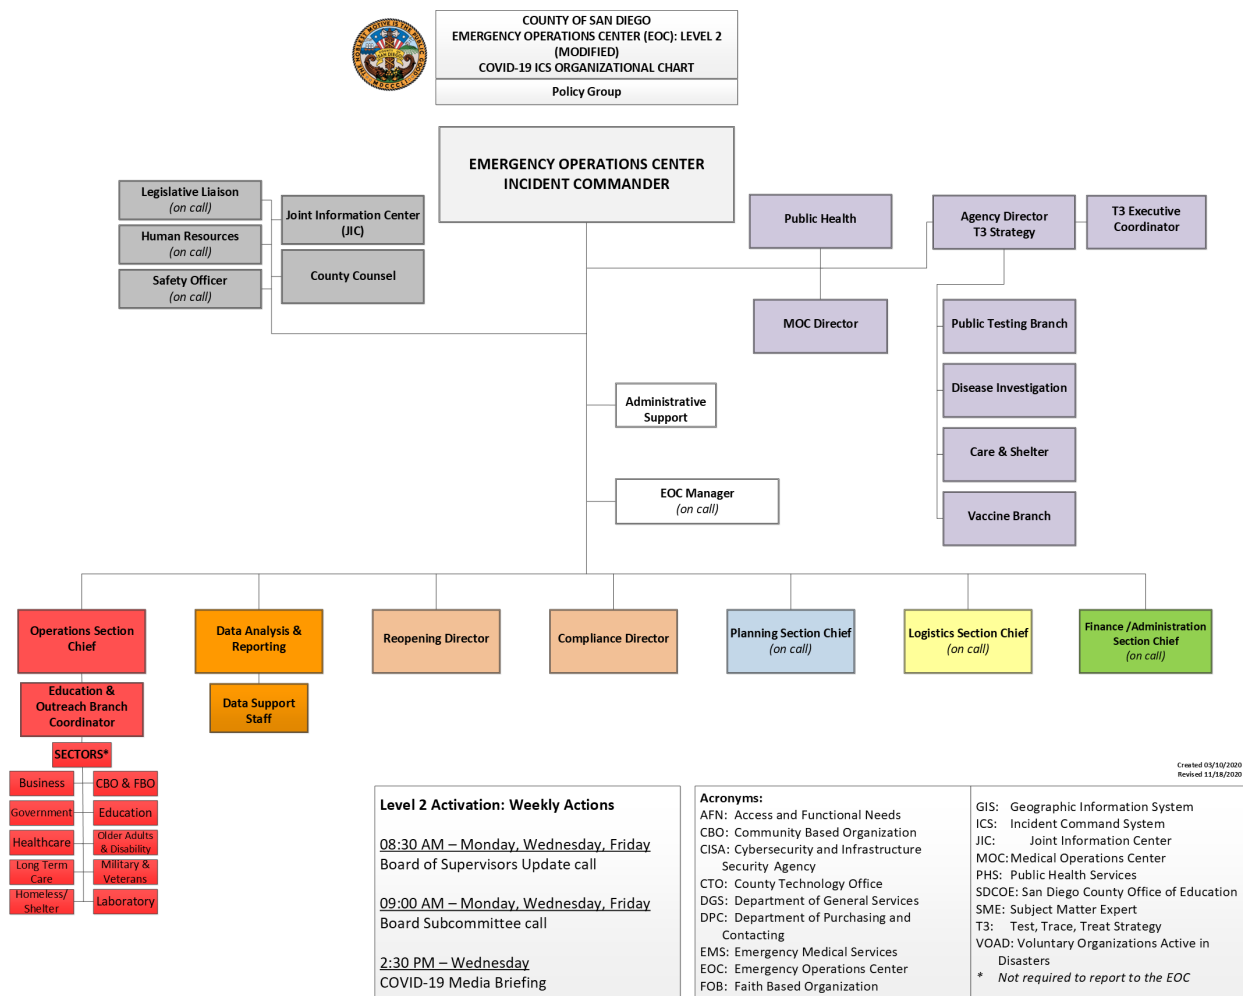 COUNTY OF SAN DIEGO
EMERGENCY OPERATIONS CENTER (EOC): LEVEL 2
(MODIFIED)
COVID-19 ICS ORGANIZATIONAL CHART
Policy Group
THE NOBLEST MOTIVE IS THE PUBLIC GOOD
SAN DIEGO
MDCCCLI
EMERGENCY OPERATIONS CENTER
INCIDENT COMMANDER
Legislative Liaison
(on call)
Human Resources
(on call)
Safety Officer
(on call)
Joint Information Center
(JIC)
County Counsel
Public Health
MOC Director
Agency Director
T3 Strategy
T3 Executive
Coordinator
Public Testing Branch
Disease Investigation
Care & Shelter
Vaccine Branch
Administrative
Support
EOC Manager
(on call)
Operations Section
Chief
Data Analysis &
Reporting
Reopening Director
Compliance Director
Planning Section Chief
(on call)
Logistics Section Chief
(on call)
Finance /Administration
Section Chief
(on call)
Education &
Outreach Branch
Coordinator
Data Support
Staff
SECTORS*
Business
CBO & FBO
Government
Education
Healthcare
Older Adults
& Disability
Long Term
Care
Military &
Veterans
Homeless/
Shelter
Laboratory
Created 03/10/2020
Revised 11/18/2020
Level 2 Activation: Weekly Actions
08:30 AM – Monday, Wednesday, Friday
Board of Supervisors Update call
09:00 AM – Monday, Wednesday, Friday
Board Subcommittee call
2:30 PM – Wednesday
COVID-19 Media Briefing
Acronyms:
AFN: Access and Functional Needs
CBO: Community Based Organization
CISA: Cybersecurity and Infrastructure
Security Agency
CTO: County Technology Office
DGS: Department of General Services
DPC: Department of Purchasing and
Contacting
EMS: Emergency Medical Services
EOC: Emergency Operations Center
FOB: Faith Based Organization
GIS: Geographic Information System
ICS: Incident Command System
JIC: Joint Information Center
MOC: Medical Operations Center
PHS: Public Health Services
SDCOE: San Diego County Office of Education
SME: Subject Matter Expert
T3: Test, Trace, Treat Strategy
VOAD: Voluntary Organizations Active in
Disasters
* Not required to report to the EOC